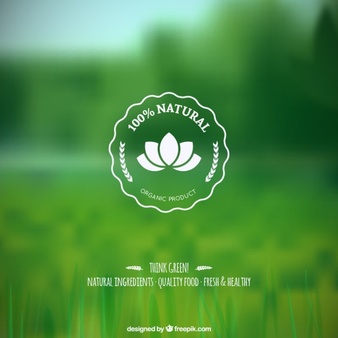 100% NATURAL
ORGANIC PRODUCT
THINK GREEN!
NATURAL INGREDIENTS · QUALITY FOOD · FRESH & HEALTHY
designed by freepik.com